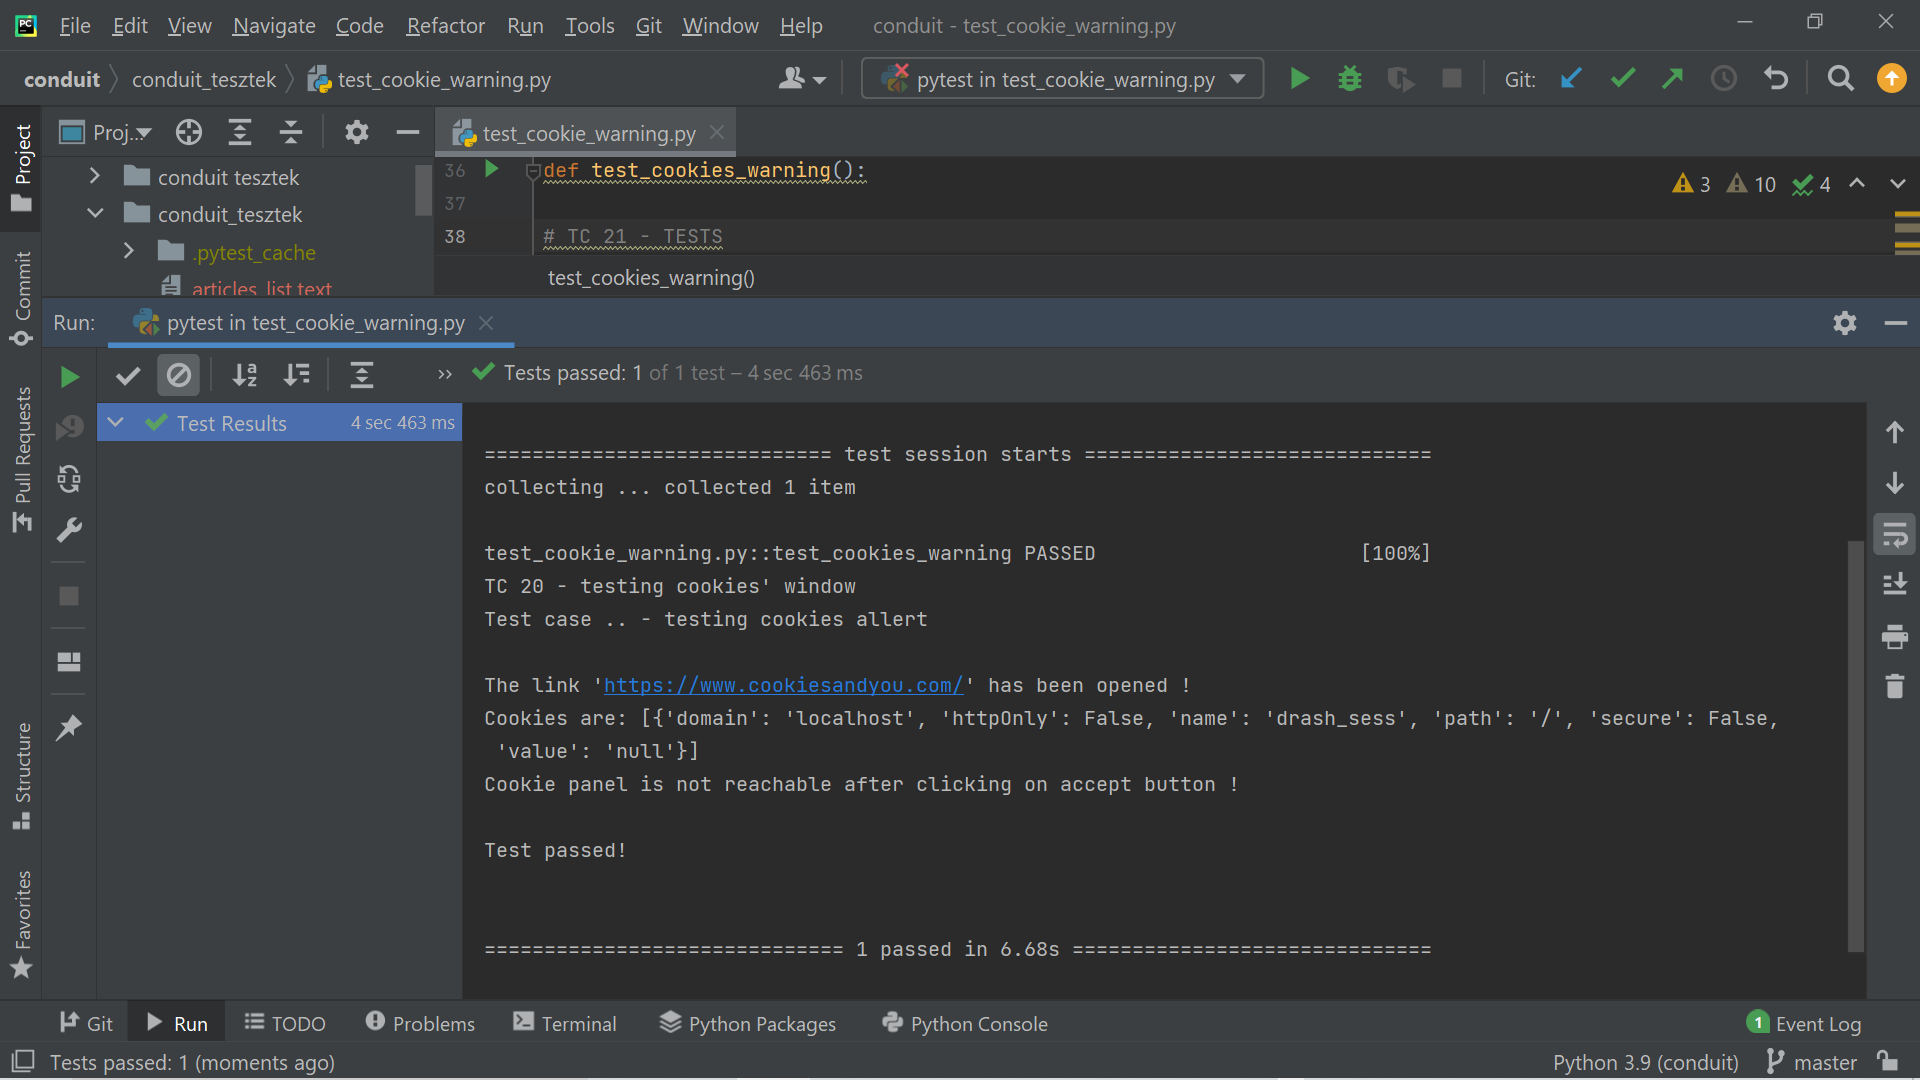 File Edit View Navigate Code Refactor Run Tools Git Window Help conduit - test_cookie_warning.py
conduit conduit_tesztek test_cookie_warning.py pytest in test_cookie_warning.py Git:
Project
Proj... test_cookie_warning.py
conduit tesztek
conduit_tesztek
.pytest_cache
articles_list.text
36 def test_cookies_warning():
37
38 # TC 21 - TESTS
3 10 4
test_cookies_warning()
Commit
Pull Requests
Structure
Favorites
Run: pytest in test_cookie_warning.py
Tests passed: 1 of 1 test – 4 sec 463 ms
Test Results 4 sec 463 ms
============================= test session starts =============================
collecting ... collected 1 item
test_cookie_warning.py::test_cookies_warning PASSED [100%]
TC 20 - testing cookies' window
Test case .. - testing cookies allert
The link 'https://www.cookiesandyou.com/' has been opened !
Cookies are: [{'domain': 'localhost', 'httpOnly': False, 'name': 'drash_sess', 'path': '/', 'secure': False,
'value': 'null'}]
Cookie panel is not reachable after clicking on accept button !
Test passed!
============================== 1 passed in 6.68s ==============================
Git Run TODO Problems Terminal Python Packages Python Console 1 Event Log
Tests passed: 1 (moments ago) Python 3.9 (conduit) master